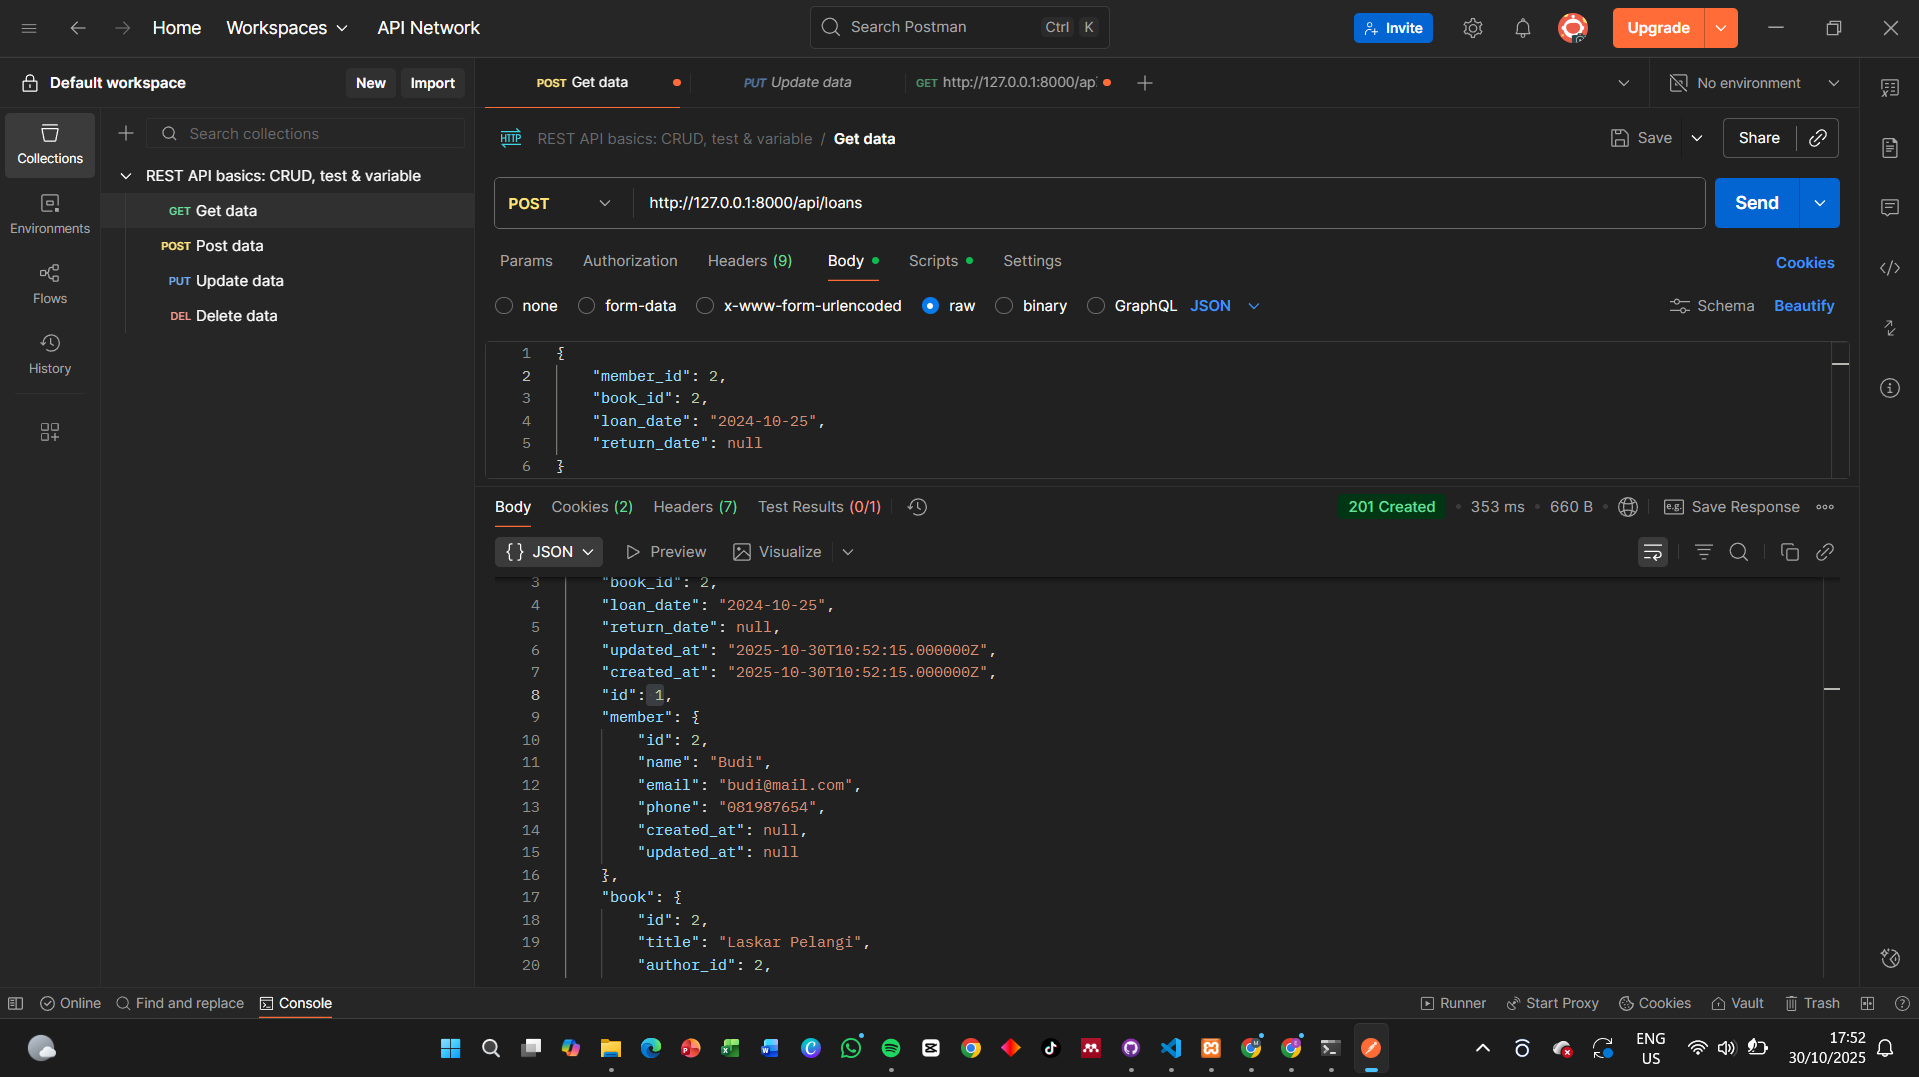 Home
Workspaces
API Network
Search Postman
Ctrl K
Invite
Upgrade
Default workspace
New
Import
POST Get data
PUT Update data
GET http://127.0.0.1:8000/ap
No environment
Collections
Environments
Flows
History
Search collections
REST API basics: CRUD, test & variable
GET Get data
POST Post data
PUT Update data
DEL Delete data
HTTP REST API basics: CRUD, test & variable / Get data
Save
Share
POST
http://127.0.0.1:8000/api/loans
Send
Params
Authorization
Headers (9)
Body
Scripts
Settings
Cookies
none
form-data
x-www-form-urlencoded
raw
binary
GraphQL
JSON
Schema
Beautify
1 {
2 "member_id": 2,
3 "book_id": 2,
4 "loan_date": "2024-10-25",
5 "return_date": null
6 }
Body
Cookies (2)
Headers (7)
Test Results (0/1)
201 Created
353 ms
660 B
e.g. Save Response
{} JSON
Preview
Visualize
3 "book_id": 2,
4 "loan_date": "2024-10-25",
5 "return_date": null,
6 "updated_at": "2025-10-30T10:52:15.000000Z",
7 "created_at": "2025-10-30T10:52:15.000000Z",
8 "id": 1,
9 "member": {
10 "id": 2,
11 "name": "Budi",
12 "email": "budi@mail.com",
13 "phone": "081987654",
14 "created_at": null,
15 "updated_at": null
16 },
17 "book": {
18 "id": 2,
19 "title": "Laskar Pelangi",
20 "author_id": 2,
Online
Find and replace
Console
Runner
Start Proxy
Cookies
Vault
Trash
ENG
US
17:52
30/10/2025